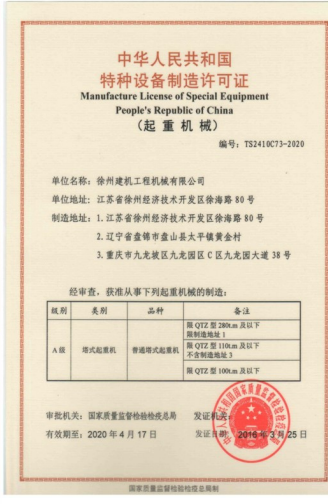 中华人民共和国
特种设备制造许可证
Manufacture License of Special Equipment
People's Republic of China
(起重机械)
编号: TS2410C73-2020
单位名称: 徐州建机工程机械有限公司
单位地址: 江苏省徐州经济技术开发区徐海路 80 号
制造地址: 1.江苏省徐州经济技术开发区徐海路 80 号
2.辽宁省盘锦市盘山县太平镇黄金村
3.重庆市九龙坡区九龙园区 C 区九龙园大道 38 号
经审查, 获准从事下列起重机械的制造:
级别 类别 品种 备注
A 级 塔式起重机 普通塔式起重机
限 QTZ 型 280t.m 及以下
限制造地址 1
限 QTZ 型 110t.m 及以下
不含制造地址 3
限 QTZ 型 100t.m 及以下
审批机关: 国家质量监督检验检疫总局 发证机关:
有效期至: 2020 年 4 月 17 日 发证日期: 2016 年 3 月 25 日
国家质量监督检验检疫总局制